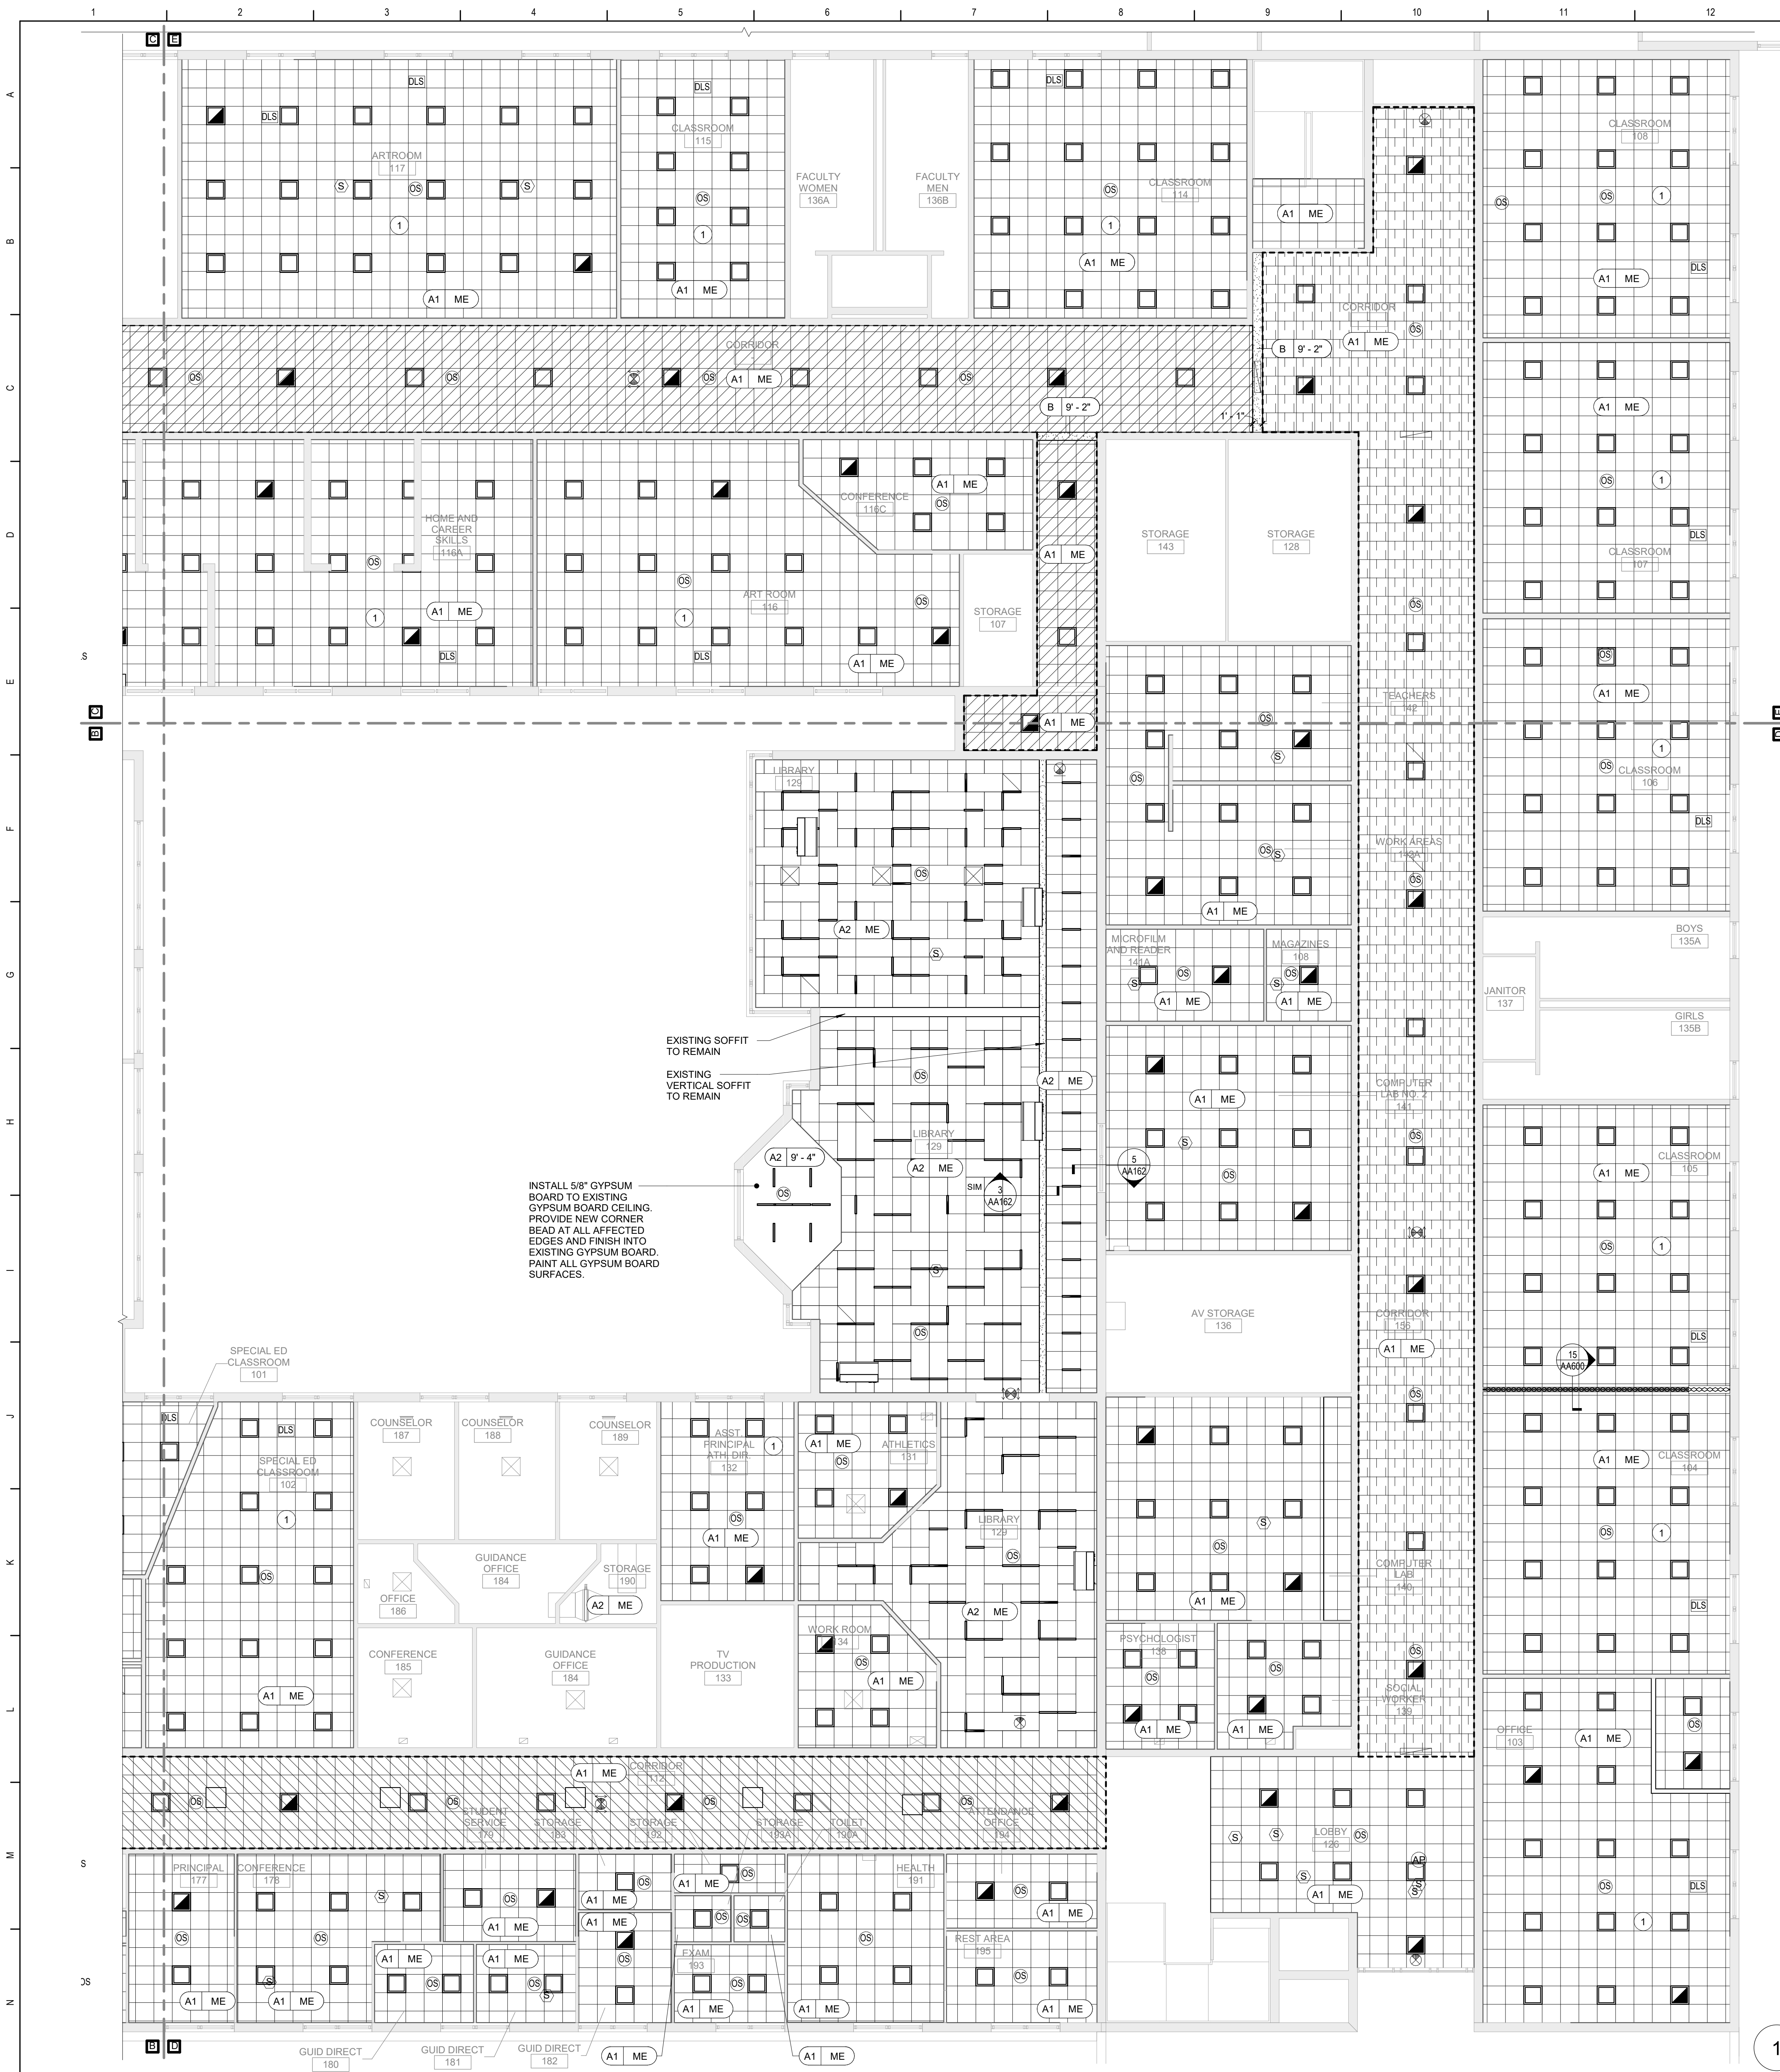 1 2 3 4 5 6 7 8 9 10 11 12
A
B
C
D
E
F
G
H
I
J
K
L
M
N
C E
DLS
DLS
ARTROOM
117
S
OS
S
1
A1 ME
DLS
CLASSROOM
115
OS
1
A1 ME
FACULTY
WOMEN
136A
FACULTY
MEN
136B
DLS
OS
CLASSROOM
114
1
A1 ME
A1 ME
CLASSROOM
108
OS
OS
1
DLS
A1 ME
CORRIDOR
OS
A1 ME
B 9' - 2"
1' - 1"
CORRIDOR
OS
OS
OS
A1 ME
OS
B 9' - 2"
A1 ME
OS
1
DLS
CLASSROOM
107
HOME AND
CAREER
SKILLS
116A
OS
A1 ME
1
DLS
CONFERENCE
116C
A1 ME
OS
OS
ART ROOM
116
OS
1
DLS
A1 ME
STORAGE
107
A1 ME
A1 ME
STORAGE
143
STORAGE
128
OS
TEACHERS
142
OS
S
OS
OS
A1 ME
1
OS
CLASSROOM
106
DLS
C
B
LIBRARY
129
OS
A2 ME
S
OS
S
WORK AREAS
142A
OS
A1 ME
MICROFILM
AND READER
141A
OS
S
A1 ME
MAGAZINES
108
OS
S
A1 ME
BOYS
135A
JANITOR
137
GIRLS
135B
EXISTING SOFFIT
TO REMAIN
EXISTING
VERTICAL SOFFIT
TO REMAIN
OS
A2 ME
LIBRARY
129
A2 ME
A2 9' - 4"
OS
INSTALL 5/8" GYPSUM
BOARD TO EXISTING
GYPSUM BOARD CEILING.
PROVIDE NEW CORNER
BEAD AT ALL AFFECTED
EDGES AND FINISH INTO
EXISTING GYPSUM BOARD.
PAINT ALL GYPSUM BOARD
SURFACES.
SIM
3
AA162
5
AA162
S
OS
A1 ME
COMPUTER
LAB NO. 2
141
S
OS
OS
CLASSROOM
105
A1 ME
OS
1
DLS
AV STORAGE
136
CORRIDOR
156
A1 ME
OS
15
AA600
SPECIAL ED
CLASSROOM
101
DLS
DLS
SPECIAL ED
CLASSROOM
102
1
OS
A1 ME
COUNSELOR
187
COUNSELOR
188
COUNSELOR
189
ASST.
PRINCIPAL
ATH. DIR.
132
1
OS
A1 ME
A1 ME
OS
ATHLETICS
131
LIBRARY
129
OS
A2 ME
S
OS
A1 ME
COMPUTER
LAB
140
A1 ME
CLASSROOM
104
OS
1
DLS
GUIDANCE
OFFICE
184
STORAGE
190
A2 ME
OFFICE
186
CONFERENCE
185
GUIDANCE
OFFICE
184
TV
PRODUCTION
133
WORK ROOM
134
OS
A1 ME
PSYCHOLOGIST
138
OS
A1 ME
OS
A1 ME
SOCIAL
WORKER
139
OS
OFFICE
103
A1 ME
OS
A1 ME
CORRIDOR
112
OS
OS
OS
OS
STUDENT
SERVICE
179
STORAGE
183
STORAGE
192
STORAGE
193A
TOILET
190A
ATTENDANCE
OFFICE
194
S
S
LOBBY
126
OS
AP
S
S
S
A1 ME
OS
DLS
1
PRINCIPAL
177
OS
A1 ME
CONFERENCE
178
S
OS
S
A1 ME
OS
A1 ME
A1 ME
OS
A1 ME
OS
S
OS
A1 ME
A1 ME
OS
A1 ME
OS
OS
OS
EXAM
193
OS
A1 ME
HEALTH
191
OS
A1 ME
OS
A1 ME
REST AREA
195
OS
A1 ME
B D
GUID DIRECT
180
GUID DIRECT
181
GUID DIRECT
182
A1 ME
A1 ME
1